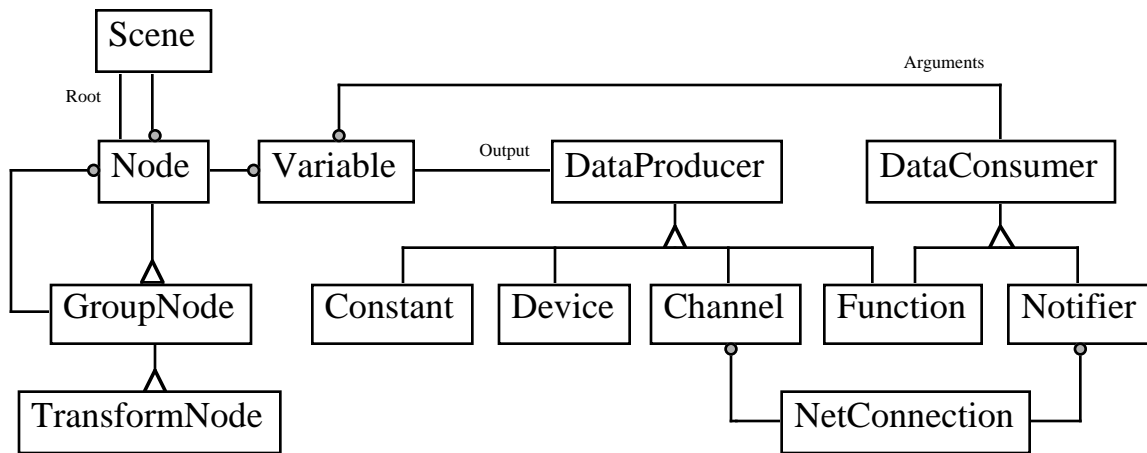 Scene
Arguments
Root
Node
Variable
Output
DataProducer
DataConsumer
GroupNode
Constant
Device
Channel
Function
Notifier
TransformNode
NetConnection